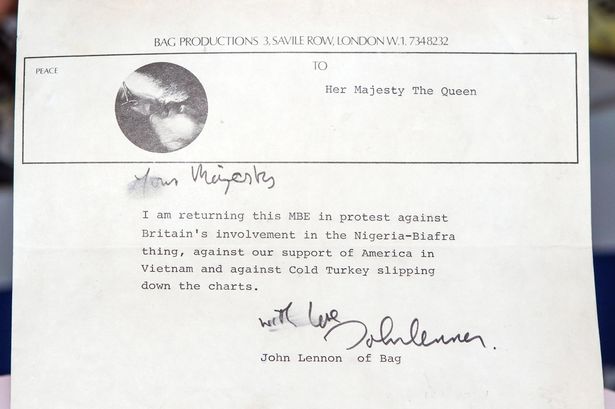 BAG PRODUCTIONS 3, SAVILE ROW, LONDON W.1. 734 8232
PEACE
TO
Her Majesty The Queen
Your Majesty
I am returning this MBE in protest against
Britain's involvement in the Nigeria-Biafra
thing, against our support of America in
Vietnam and against Cold Turkey slipping
down the charts.
with love
John Lennon.
John Lennon of Bag